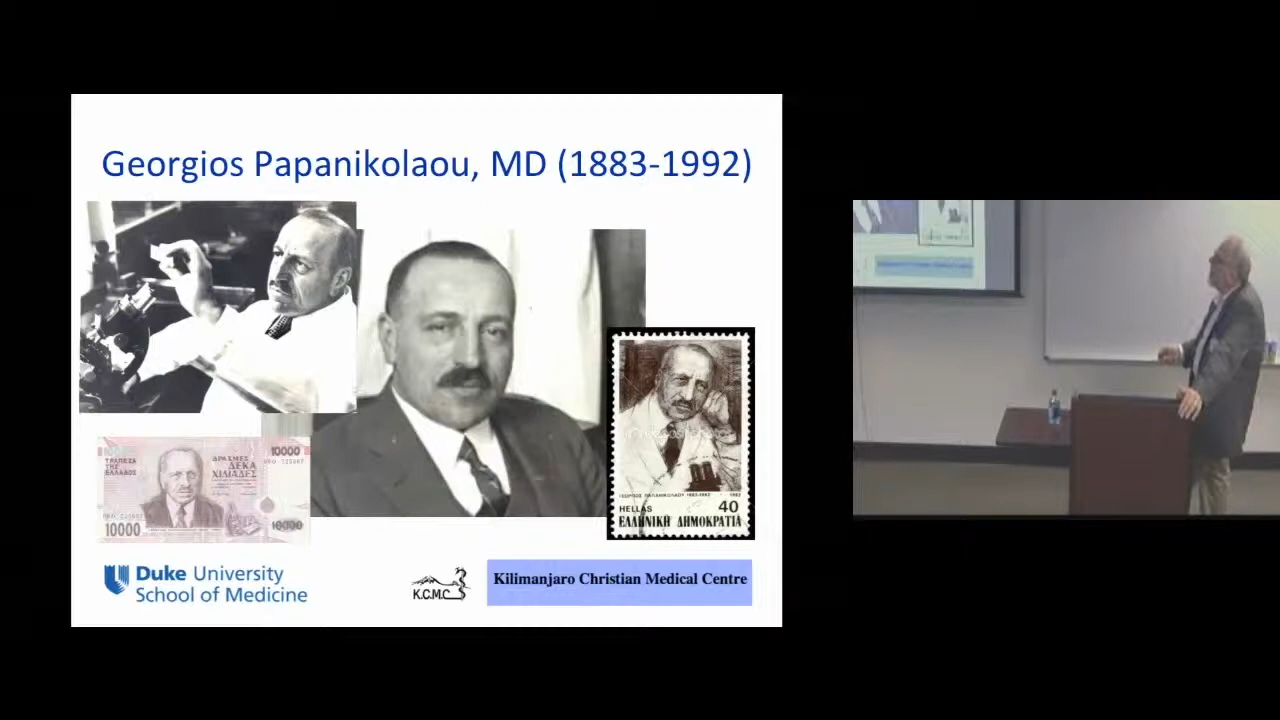 Georgios Papanikolaou, MD (1883-1992)
10000
ΤΡΑΠΕΖΑ
ΤΗΣ
ΕΛΛΑΔΟΣ
ΔΡΑΧΜΕΣ
ΔΕΚΑ
ΧΙΛΙΑΔΕΣ
10000
10000
HELLAS
40
ΕΛΛΗΝΙΚΗ ΔΗΜΟΚΡΑΤΙΑ
Duke University
School of Medicine
K.C.M.C
Kilimanjaro Christian Medical Centre